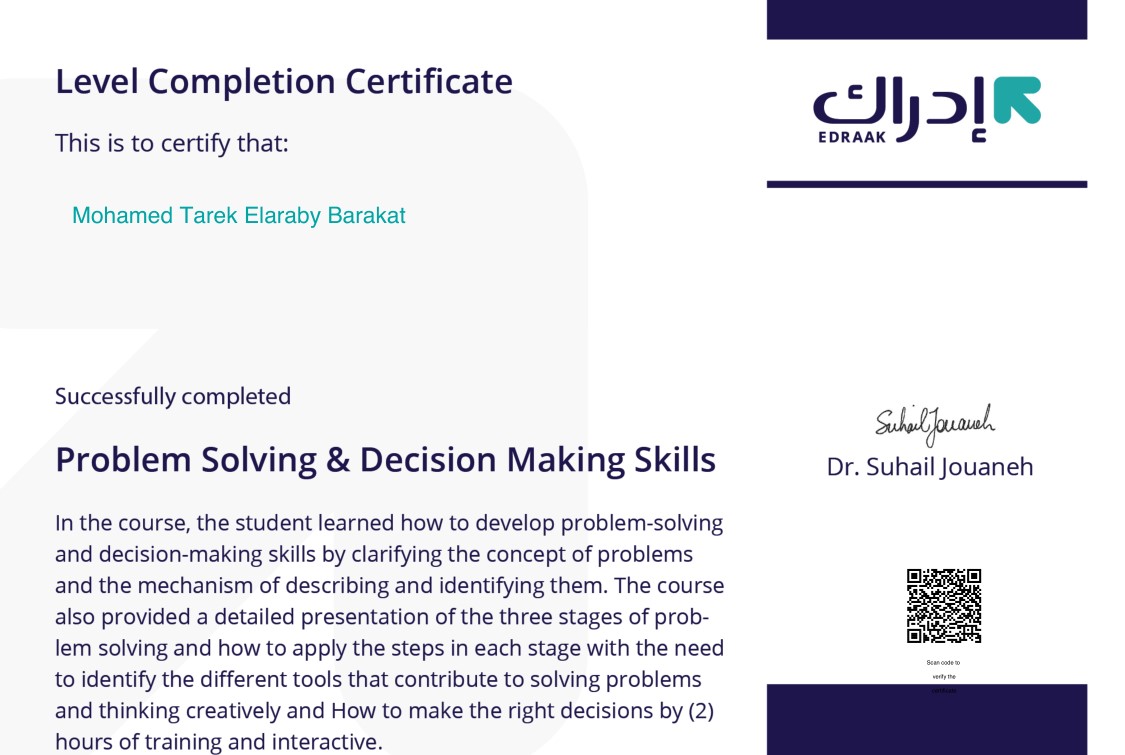 Level Completion Certificate
This is to certify that:
Mohamed Tarek Elaraby Barakat
Successfully completed
Problem Solving & Decision Making Skills
In the course, the student learned how to develop problem-solving
and decision-making skills by clarifying the concept of problems
and the mechanism of describing and identifying them. The course
also provided a detailed presentation of the three stages of prob-
lem solving and how to apply the steps in each stage with the need
to identify the different tools that contribute to solving problems
and thinking creatively and How to make the right decisions by (2)
hours of training and interactive.
إدراك
EDRAAK
Suhail Jouaneh
Dr. Suhail Jouaneh
Scan code to
verify the
certificate